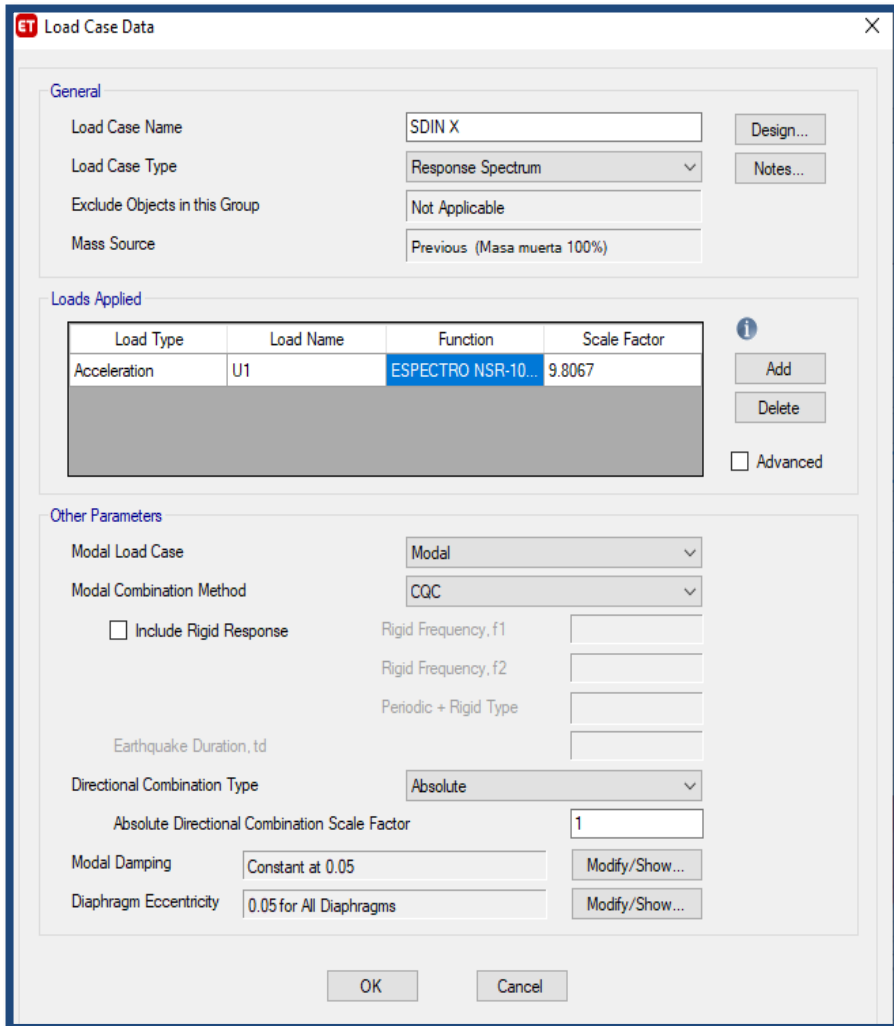 ET Load Case Data
General
Load Case Name SDIN X Design...
Load Case Type Response Spectrum Notes...
Exclude Objects in this Group Not Applicable
Mass Source Previous (Masa muerta 100%)
Loads Applied
Load Type Load Name Function Scale Factor
Acceleration U1 ESPECTRO NSR-10... 9.8067
i
Add
Delete
Advanced
Other Parameters
Modal Load Case Modal
Modal Combination Method CQC
Include Rigid Response Rigid Frequency, f1
Rigid Frequency, f2
Periodic + Rigid Type
Earthquake Duration, td
Directional Combination Type Absolute
Absolute Directional Combination Scale Factor 1
Modal Damping Constant at 0.05 Modify/Show...
Diaphragm Eccentricity 0.05 for All Diaphragms Modify/Show...
OK Cancel